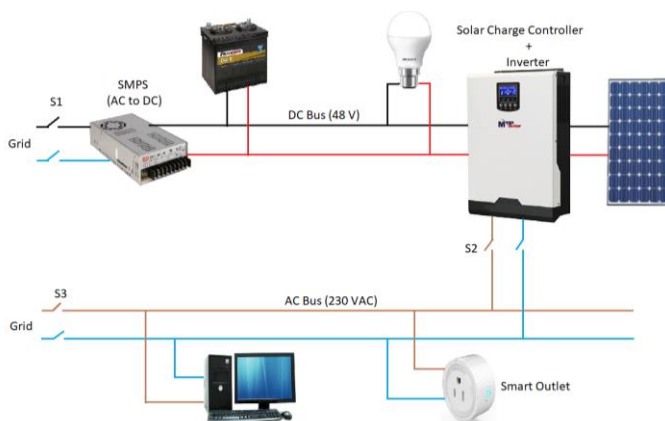 Solar Charge Controller
+
Inverter
SMPS
(AC to DC)
S1
DC Bus (48 V)
Grid
S2
S3
AC Bus (230 VAC)
Grid
Smart Outlet